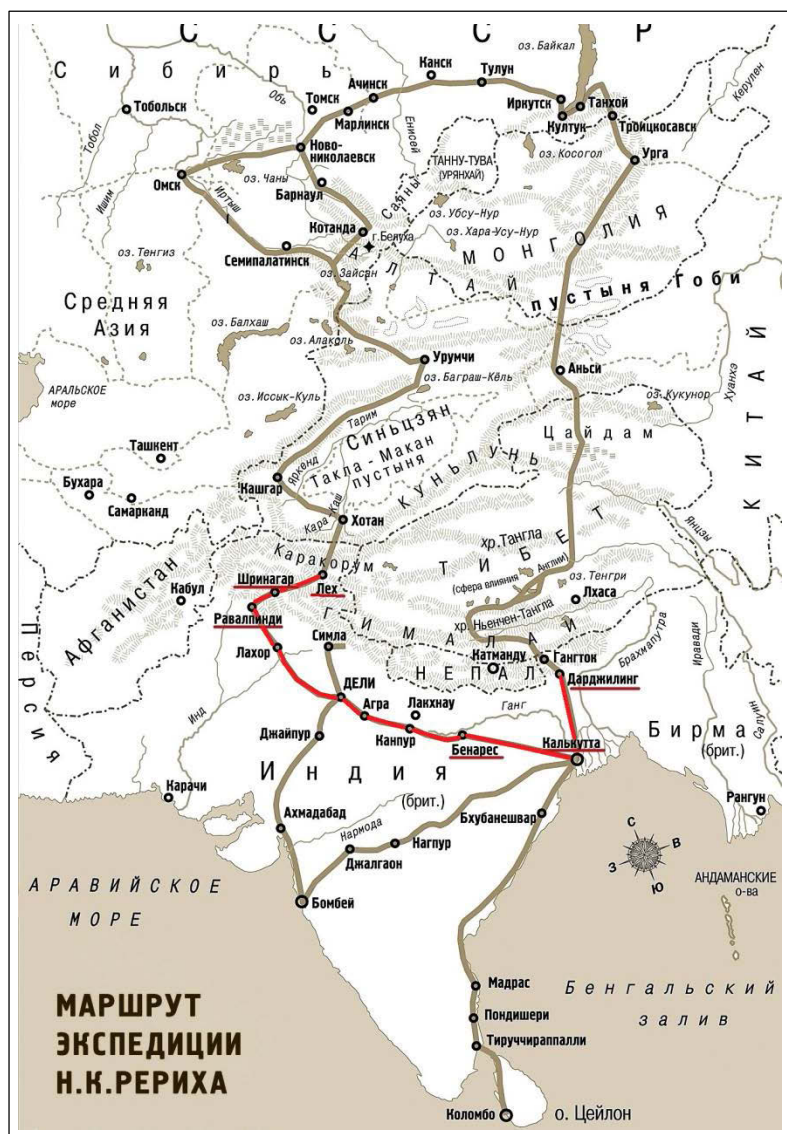 С С С Р
Сибирь
оз. Байкал
Канск
Тулун
Ачинск
Обь
Томск
Тобольск
Марлинск
Иркутск
Танхой
Керулен
Култук
Тройцкосавск
Тобол
Енисей
Ново-
николаевск
ТАННУ-ТУВА
(УРЯНХАЙ)
оз. Косогол
Урга
Омск
оз. Чаны
Ишим
Иртыш
Барнаул
Саяны
оз. Убсу-Нур
Котанда
г.Белуха
оз. Хара-Усу-Нур
МОНГОЛИЯ
Семипалатинск
АЛТАЙ
оз. Тенгиз
оз. Зайсан
пустыня Гоби
Средняя
Азия
оз. Балхаш
оз. Алаколь
Урумчи
Аньси
Хуанхэ
КИТАЙ
оз. Баграш-Кёль
АРАЛЬСКОЕ
море
оз. Иссык-Куль
оз. Кукунор
Тарим
Синьцзян
Цайдам
Ташкент
Яркенд
Такла-Макан
пустыня
КУНЬЛУНЬ
Бухара
Кашгар
Самарканд
Кара-Каш
Хотан
Янцзы
хр.Тангла
Каракорум
ТИБЕТ
(сфера влияния
Англии)
Афганистан
Шринагар
Лех
оз.Тенгри
Кабул
Лхаса
Равалпинди
хр. Ньенчен-Тангла
ГИМАЛАИ
Брахмапутра
Иравади
Персия
Симла
Лахор
Катманду
Гангток
НЕПАЛ
Дарджилинг
ДЕЛИ
Агра
Лакхнау
Ганг
Инд
Джайпур
Канпур
Бенарес
Калькутта
Бирма
(брит.)
Индия
(брит.)
Карачи
Рангун
Ахмадабад
Нармода
Бхубанешвар
Нагпур
Джалгаон
С
З
В
Ю
АРАВИЙСКОЕ
МОРЕ
Бомбей
АНДАМАНСКИЕ
о-ва
МАРШРУТ
ЭКСПЕДИЦИИ
Н.К.РЕРИХА
Мадрас
Пондишери
Тируччираппалли
Бенгальский
залив
Коломбо
о. Цейлон